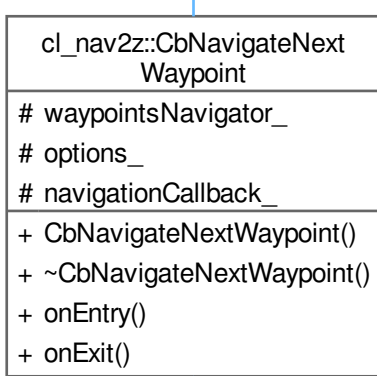 cl_nav2z::CbNavigateNext
Waypoint
# waypointsNavigator_
# options_
# navigationCallback_
+ CbNavigateNextWaypoint()
+ ~CbNavigateNextWaypoint()
+ onEntry()
+ onExit()